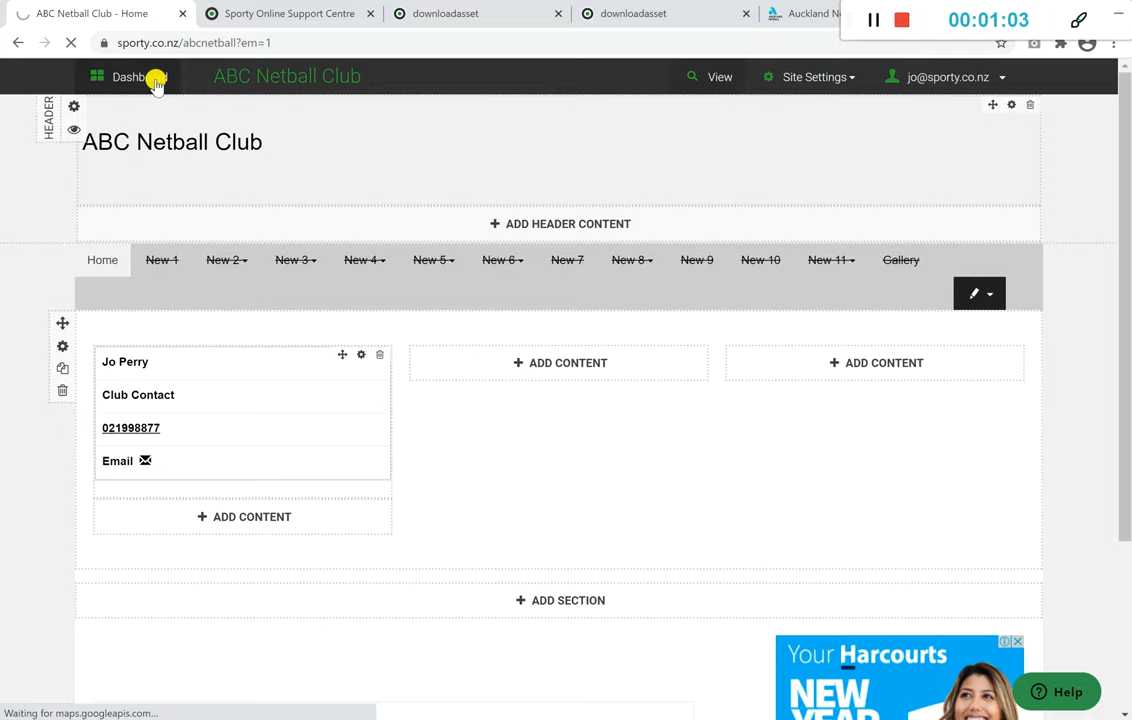 ABC Netball Club - Home
Sporty Online Support Centre
downloadasset
downloadasset
Auckland Ne
00:01:03
sporty.co.nz/abcnetball?em=1
Dashboard
ABC Netball Club
View
Site Settings
jo@sporty.co.nz
HEADER
ABC Netball Club
ADD HEADER CONTENT
Home New 1 New 2 New 3 New 4 New 5 New 6 New 7 New 8 New 9 New 10 New 11 Gallery
Jo Perry
Club Contact
021998877
Email
ADD CONTENT
ADD CONTENT
ADD CONTENT
ADD SECTION
Your Harcourts
NEW
Help
Waiting for maps.googleapis.com...